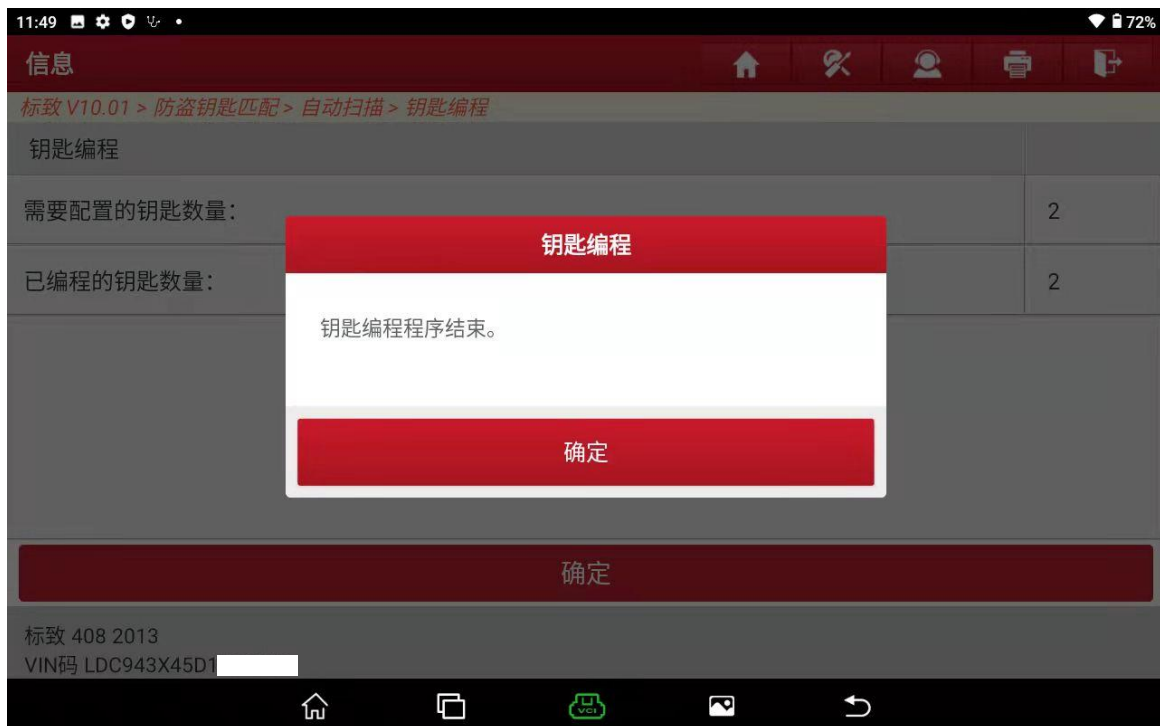 11:49
72%
信息
标致 V10.01 > 防盗钥匙匹配 > 自动扫描 > 钥匙编程
钥匙编程
需要配置的钥匙数量：
2
已编程的钥匙数量：
2
钥匙编程
钥匙编程程序结束。
确定
确定
标致 408 2013
VIN码 LDC943X45D1
VCI